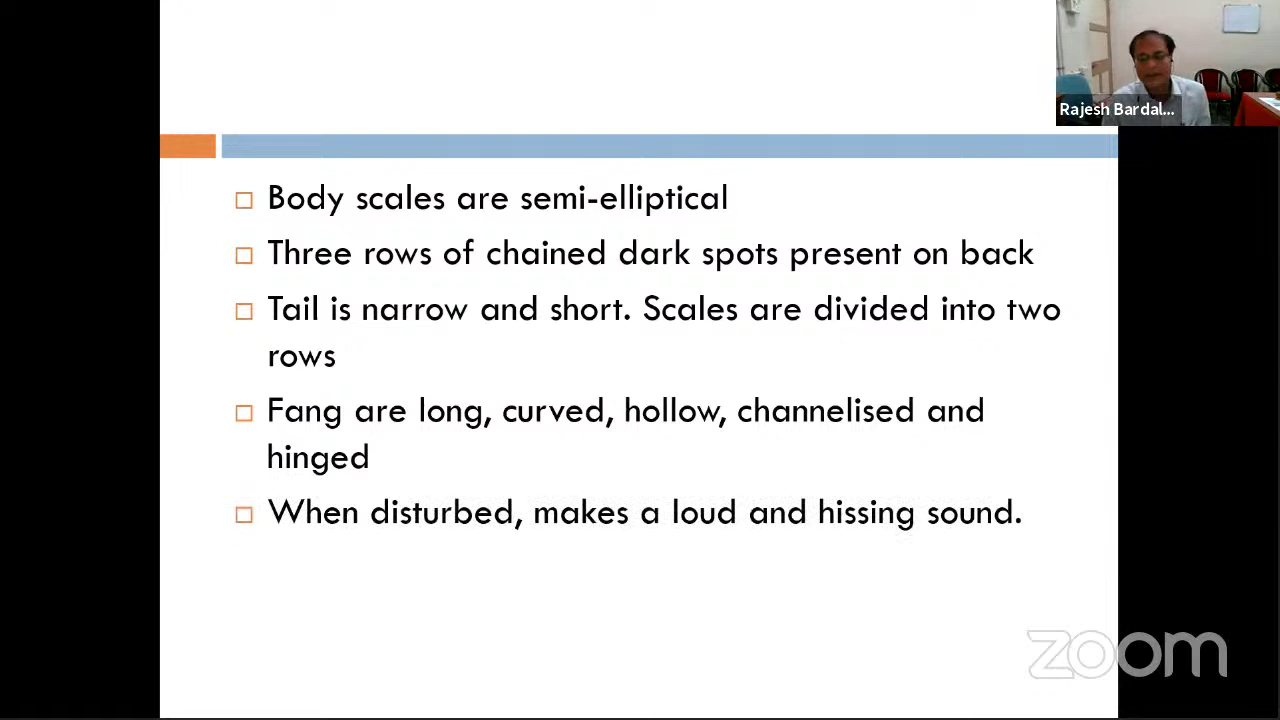 Rajesh Bardal...
Body scales are semi-elliptical
Three rows of chained dark spots present on back
Tail is narrow and short. Scales are divided into two
rows
Fang are long, curved, hollow, channelised and
hinged
When disturbed, makes a loud and hissing sound.
zoom